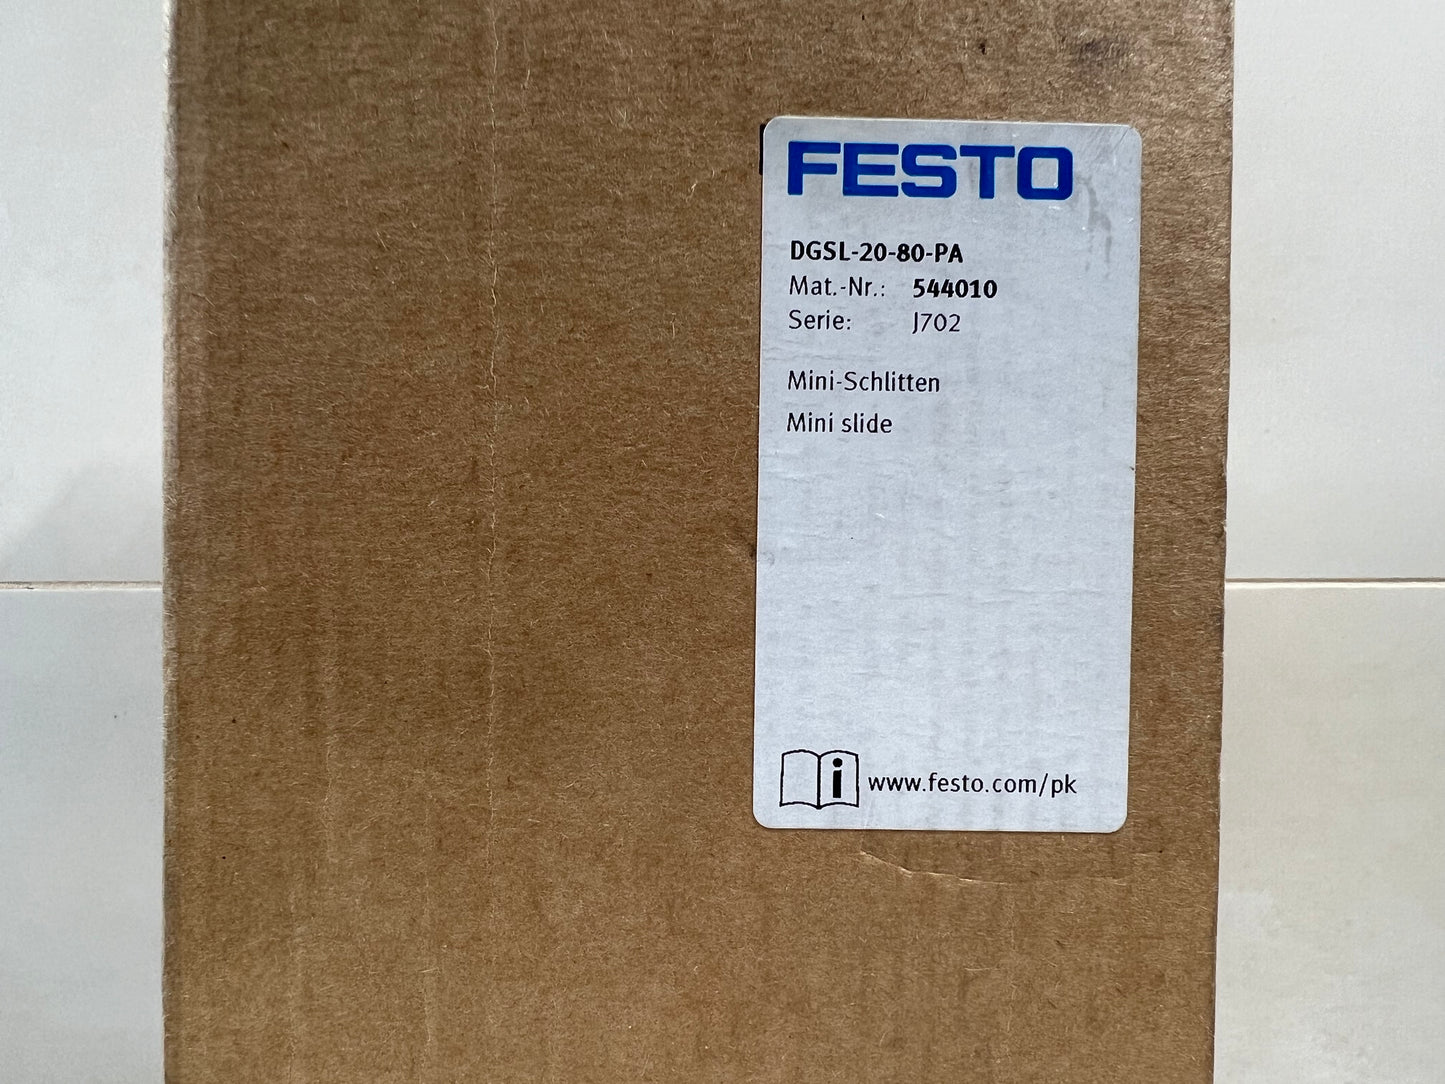 FESTO
DGSL-20-80-PA
Mat.-Nr.: 544010
Serie: J702
Mini-Schlitten
Mini slide
i www.festo.com/pk